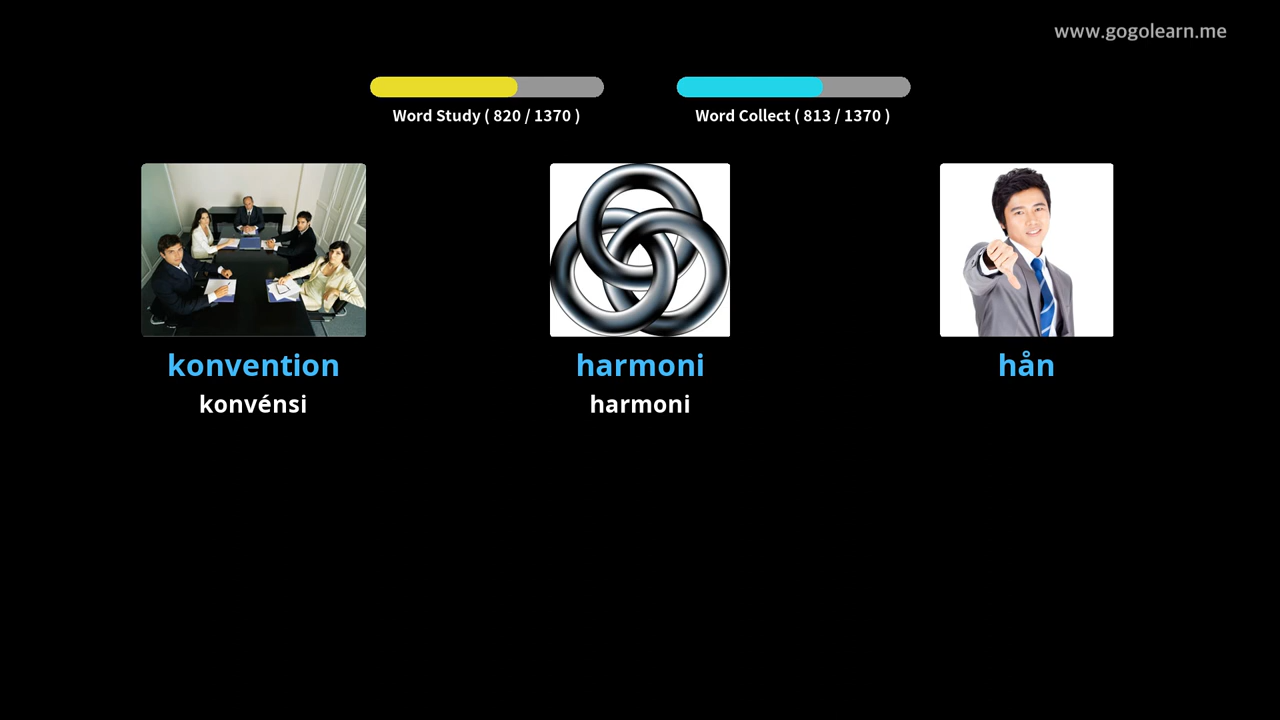 www.gogolearn.me
Word Study ( 820 / 1370 )
Word Collect ( 813 / 1370 )
konvention
harmoni
hån
konvénsi
harmoni